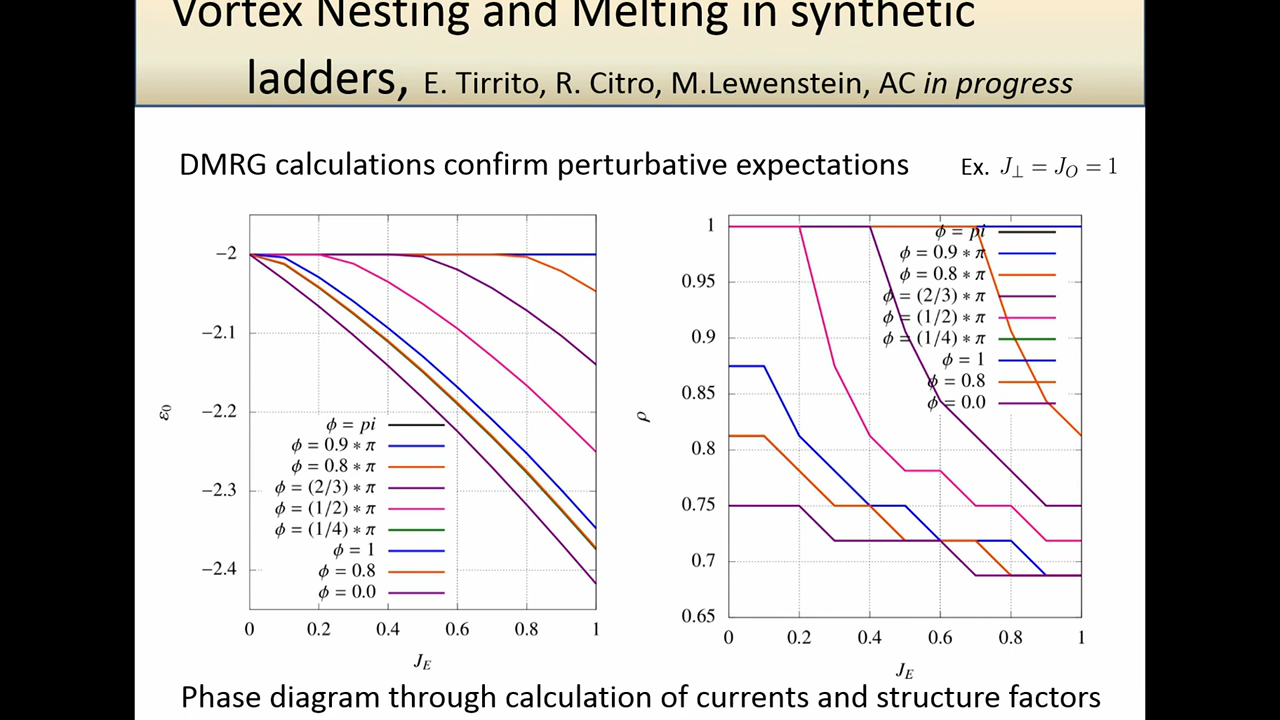 Vortex Nesting and Melting in synthetic
ladders, E. Tirrito, R. Citro, M.Lewenstein, AC in progress
DMRG calculations confirm perturbative expectations
Ex. J⊥ = J_O = 1
−2
−2.1
−2.2
−2.3
−2.4
ε₀
ϕ = pi
ϕ = 0.9 ∗ π
ϕ = 0.8 ∗ π
ϕ = (2/3) ∗ π
ϕ = (1/2) ∗ π
ϕ = (1/4) ∗ π
ϕ = 1
ϕ = 0.8
ϕ = 0.0
0 0.2 0.4 0.6 0.8 1
J_E
1
0.95
0.9
0.85
0.8
0.75
0.7
0.65
ρ
ϕ = pi
ϕ = 0.9 ∗ π
ϕ = 0.8 ∗ π
ϕ = (2/3) ∗ π
ϕ = (1/2) ∗ π
ϕ = (1/4) ∗ π
ϕ = 1
ϕ = 0.8
ϕ = 0.0
0 0.2 0.4 0.6 0.8 1
J_E
Phase diagram through calculation of currents and structure factors